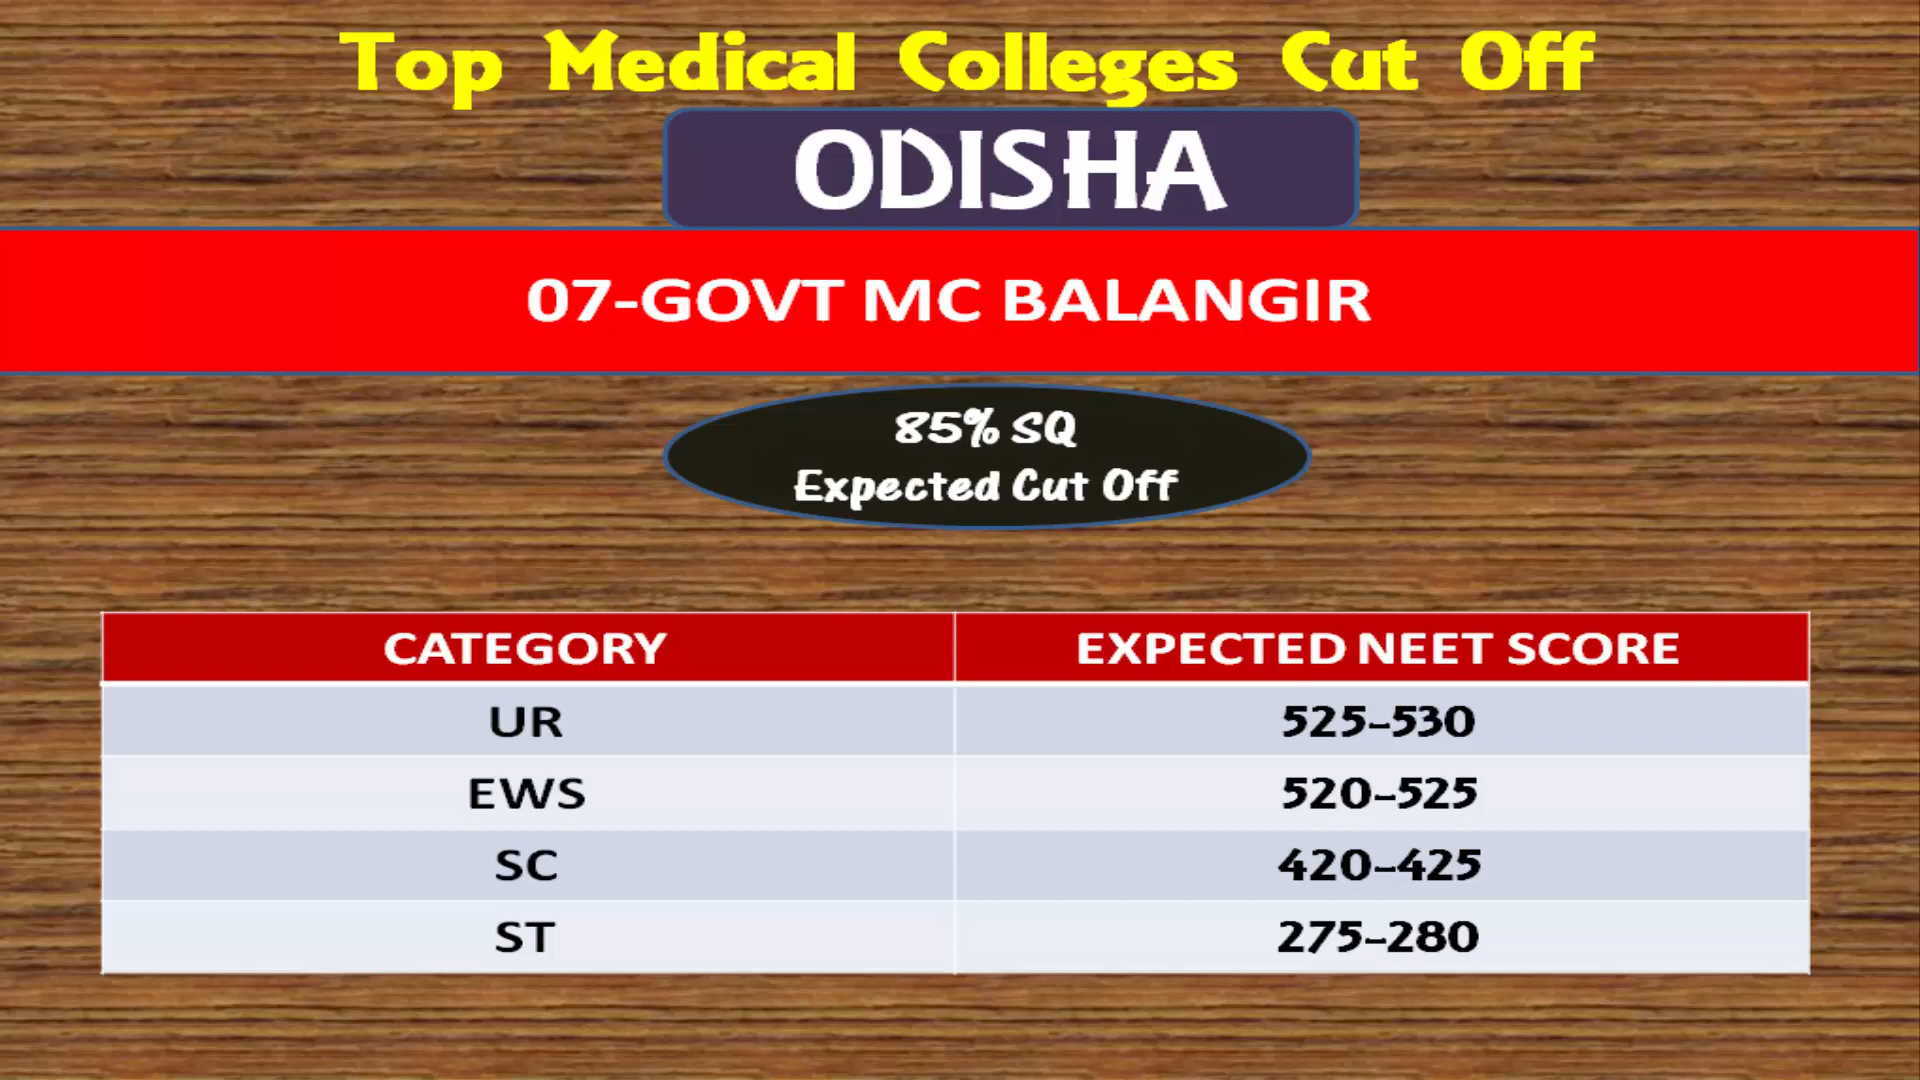 Top Medical Colleges Cut Off
ODISHA
07-GOVT MC BALANGIR
85% SQ
Expected Cut Off
CATEGORY EXPECTED NEET SCORE
UR 525-530
EWS 520-525
SC 420-425
ST 275-280